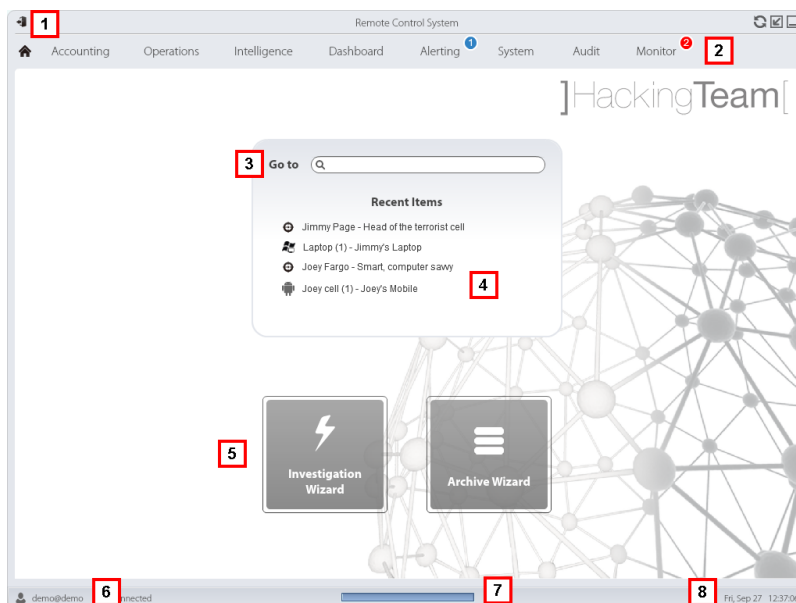 1
Remote Control System
Accounting Operations Intelligence Dashboard Alerting 1 System Audit Monitor 2 2
]HackingTeam[
3 Go to
Recent Items
Jimmy Page - Head of the terrorist cell
Laptop (1) - Jimmy's Laptop
Joey Fargo - Smart, computer savvy
Joey cell (1) - Joey's Mobile
4
5
Investigation Wizard
Archive Wizard
demo@demo 6 nnected 7 8 Fri, Sep 27 12:37:06